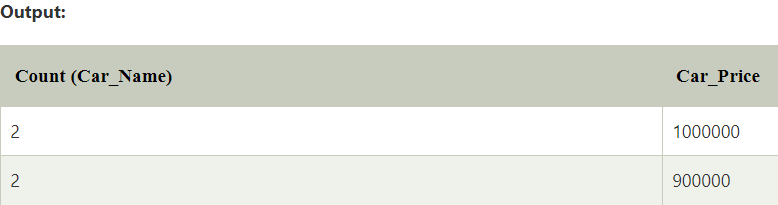 Output:
Count (Car_Name) Car_Price
2 1000000
2 900000